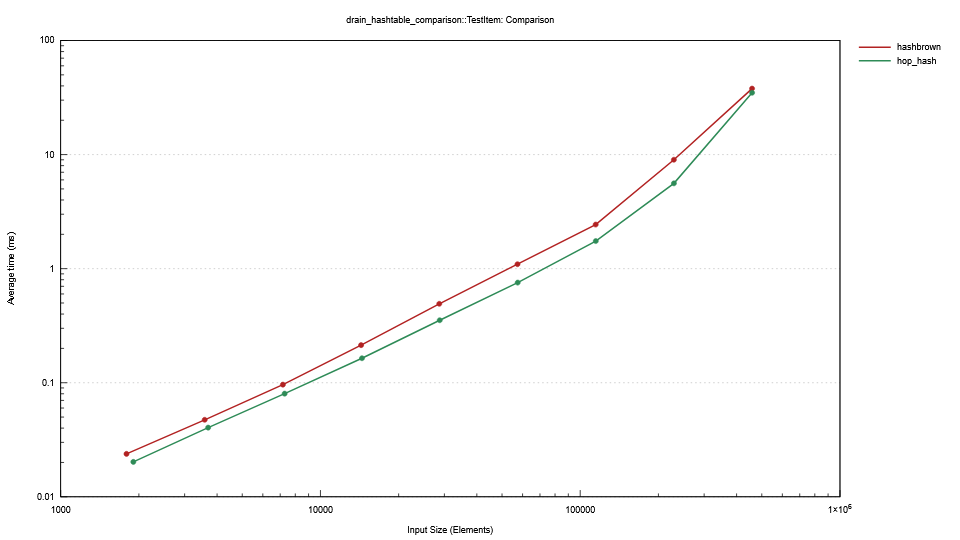 drain_hashtable_comparison::TestItem: Comparison
hashbrown
hop_hash
100
10
1
0.1
0.01
Average time (ms)
1000
10000
100000
1×10⁶
Input Size (Elements)